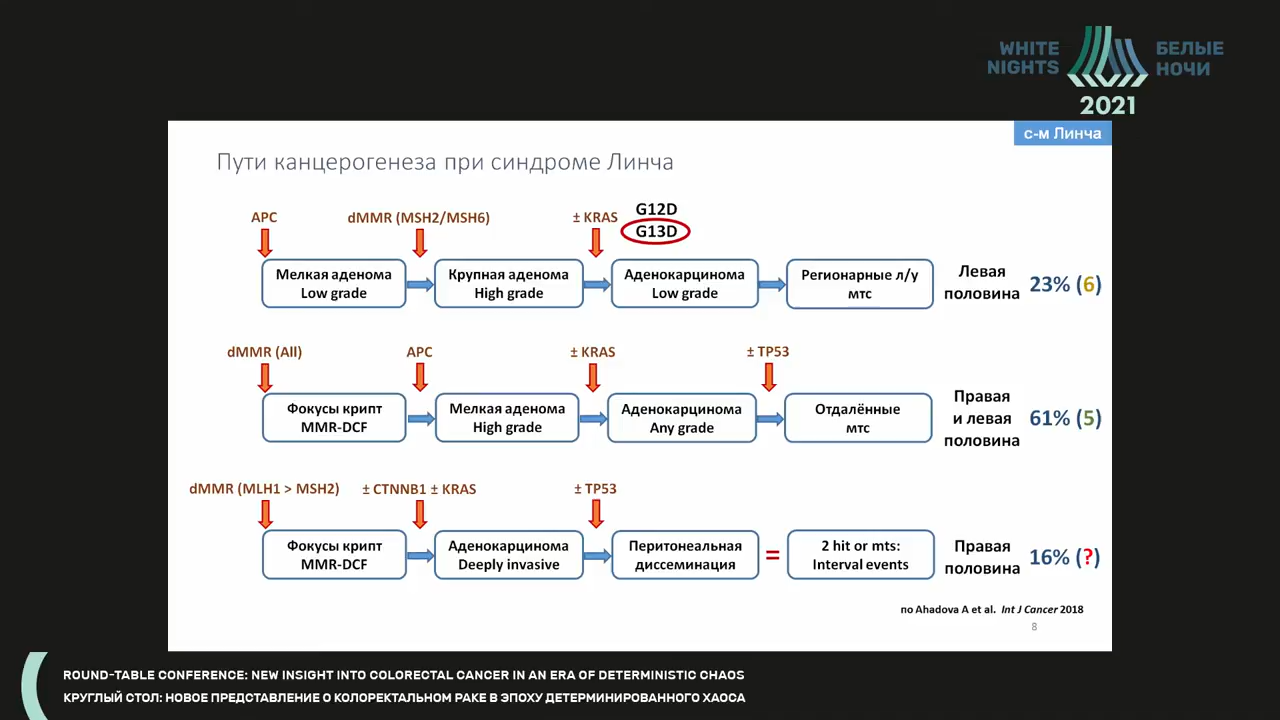 WHITE NIGHTS
БЕЛЫЕ НОЧИ
2021
с-м Линча
Пути канцерогенеза при синдроме Линча
APC
dMMR (MSH2/MSH6)
± KRAS
G12D
G13D
Мелкая аденома
Low grade
Крупная аденома
High grade
Аденокарцинома
Low grade
Регионарные л/у
мтс
Левая
половина
23% (6)
dMMR (All)
APC
± KRAS
± TP53
Фокусы крипт
MMR-DCF
Мелкая аденома
High grade
Аденокарцинома
Any grade
Отдалённые
мтс
Правая
и левая
половина
61% (5)
dMMR (MLH1 > MSH2)
± CTNNB1 ± KRAS
± TP53
Фокусы крипт
MMR-DCF
Аденокарцинома
Deeply invasive
Перитонеальная
диссеминация
=
2 hit or mts:
Interval events
Правая
половина
16% (?)
по Ahadova A et al. Int J Cancer 2018
8
ROUND-TABLE CONFERENCE: NEW INSIGHT INTO COLORECTAL CANCER IN AN ERA OF DETERMINISTIC CHAOS
КРУГЛЫЙ СТОЛ: НОВОЕ ПРЕДСТАВЛЕНИЕ О КОЛОРЕКТАЛЬНОМ РАКЕ В ЭПОХУ ДЕТЕРМИНИРОВАННОГО ХАОСА